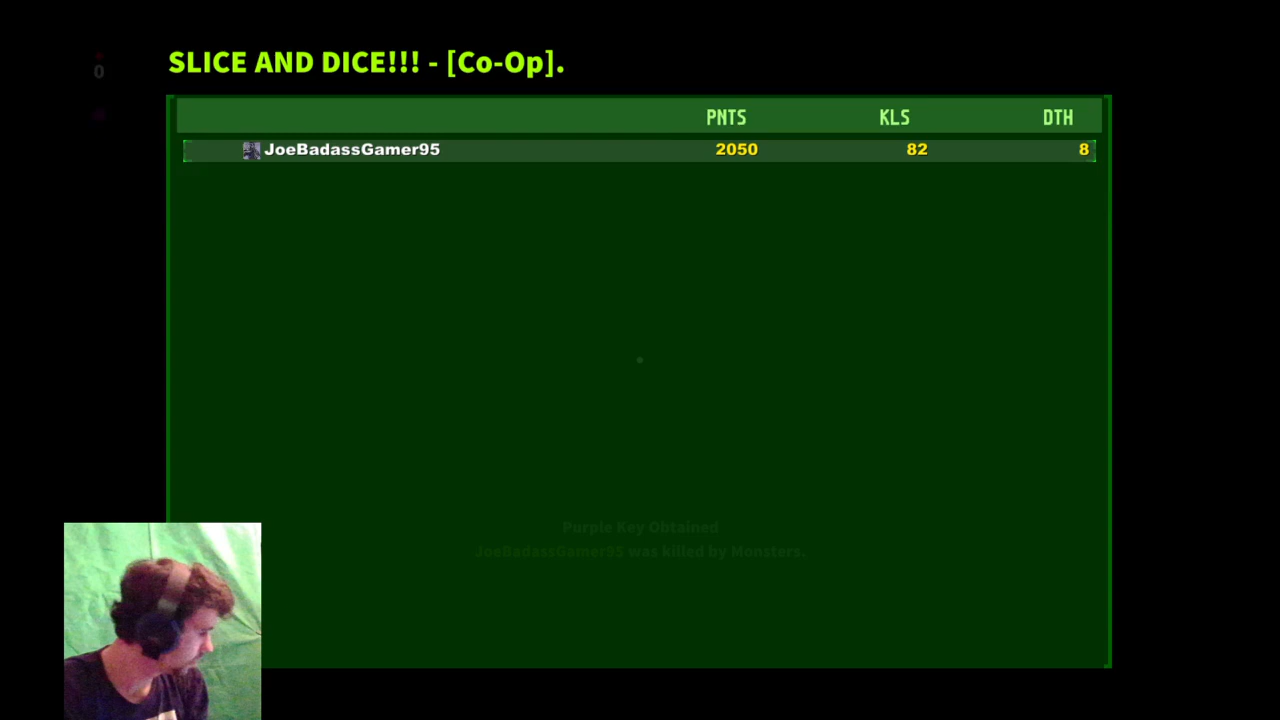 SLICE AND DICE!!! - [Co-Op].
0
PNTS KLS DTH
JoeBadassGamer95 2050 82 8
Purple Key Obtained
JoeBadassGamer95 was killed by Monsters.